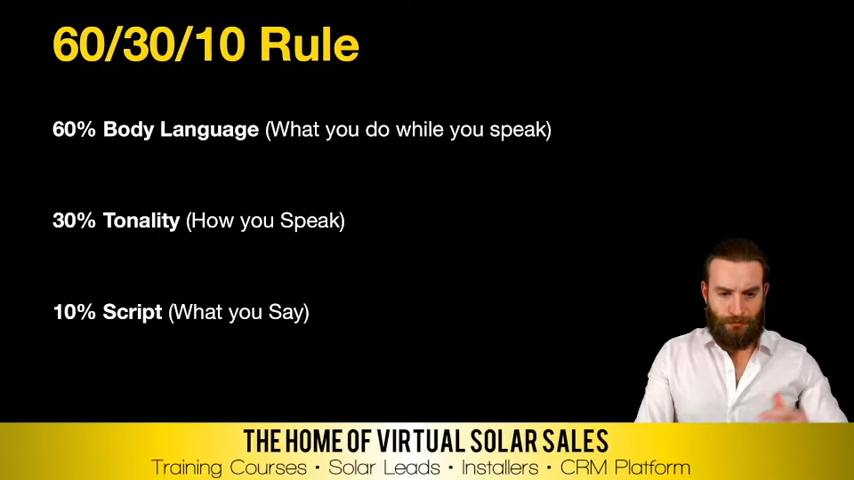 60/30/10 Rule
60% Body Language (What you do while you speak)
30% Tonality (How you Speak)
10% Script (What you Say)
THE HOME OF VIRTUAL SOLAR SALES
Training Courses • Solar Leads • Installers • CRM Platform